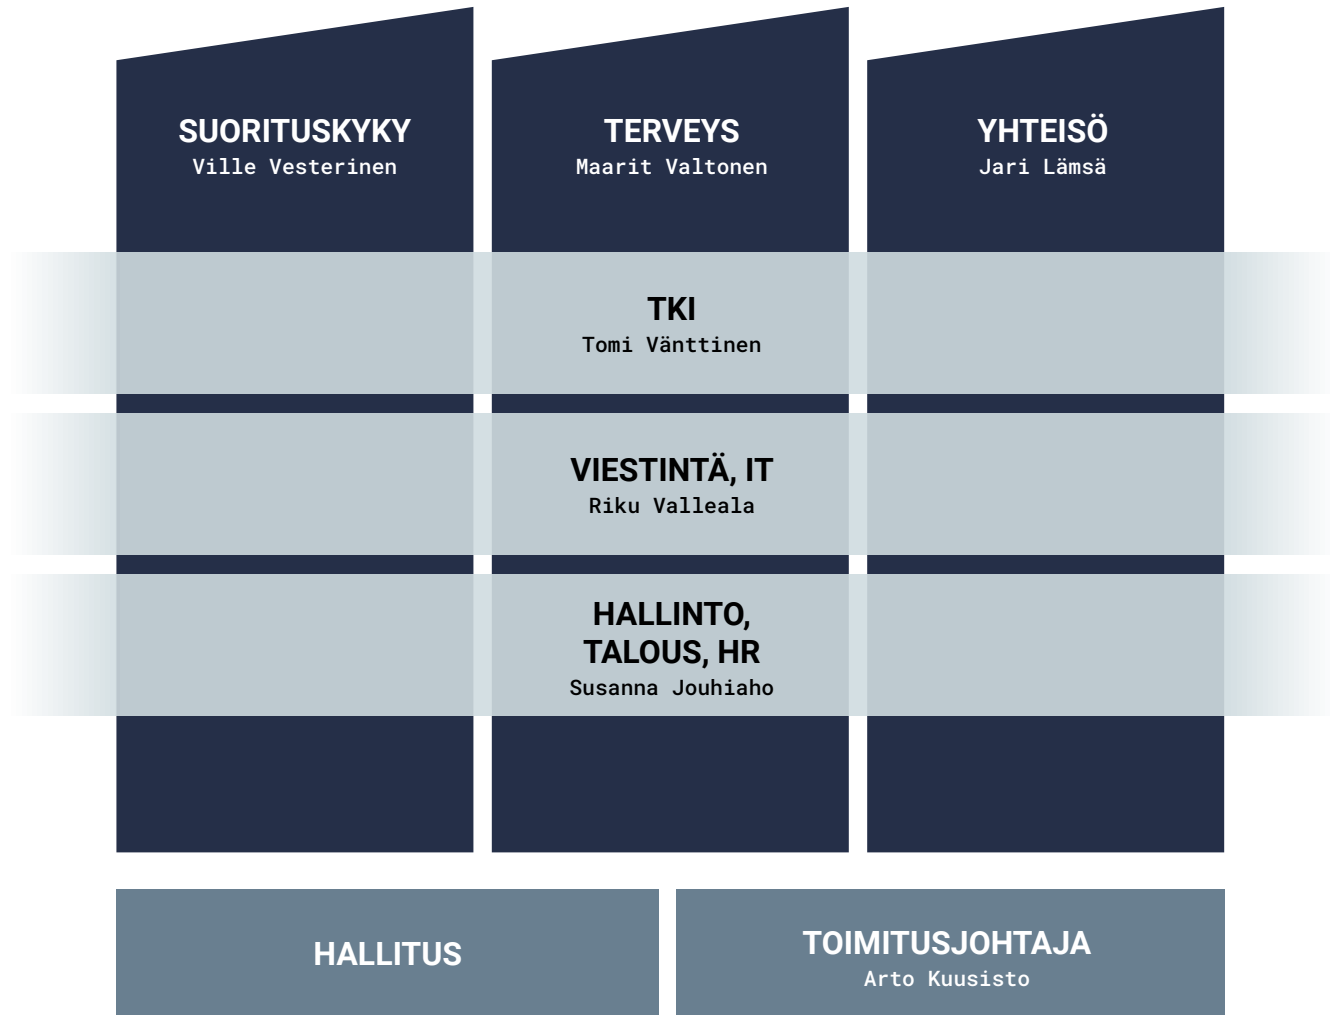 SUORITUSKYKY
Ville Vesterinen
TERVEYS
Maarit Valtonen
YHTEISÖ
Jari Lämsä
TKI
Tomi Vänttinen
VIESTINTÄ, IT
Riku Valleala
HALLINTO,
TALOUS, HR
Susanna Jouhiaho
HALLITUS
TOIMITUSJOHTAJA
Arto Kuusisto